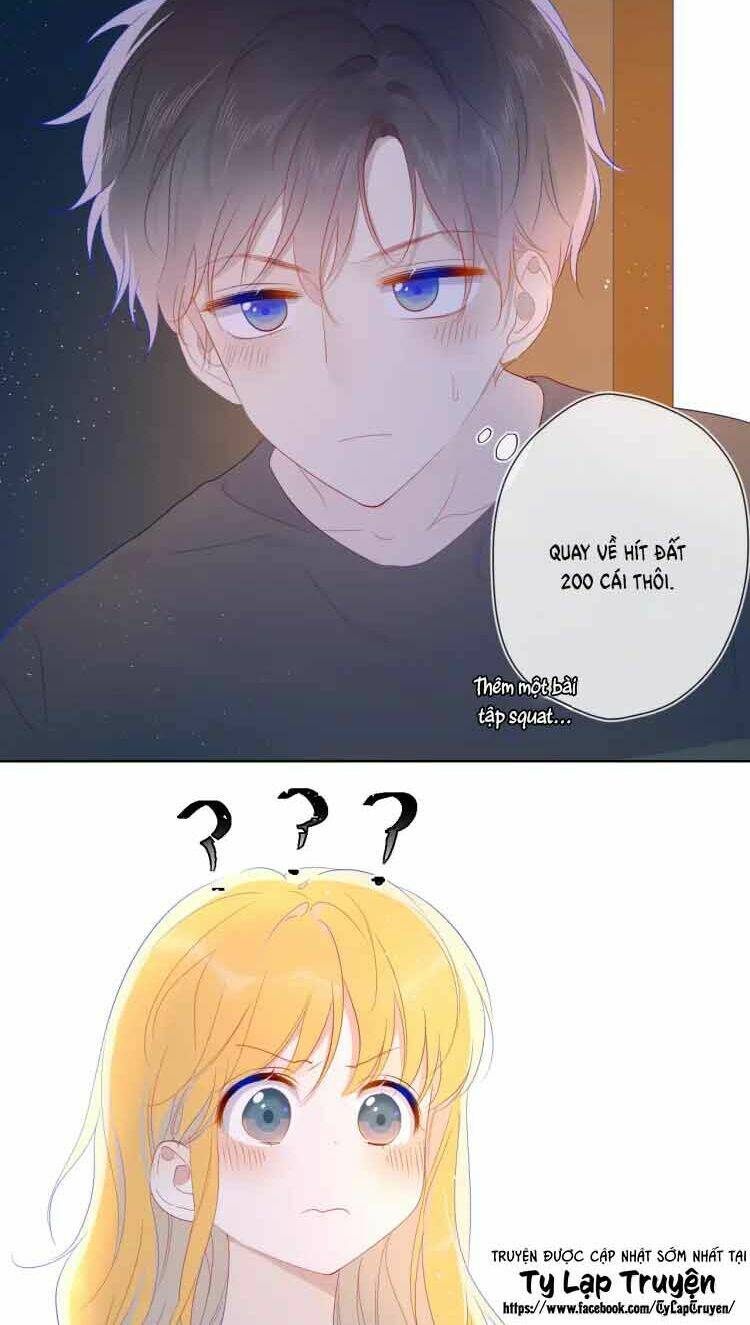 QUAY VỀ HÍT ĐẤT
200 CÁI THÔI.
Thêm một bài
tập squat...
? ? ?
TRUYỆN ĐƯỢC CẬP NHẬT SỚM NHẤT TẠI
Ty Lạp Truyện
https://www.facebook.com/TyLapTruyen/